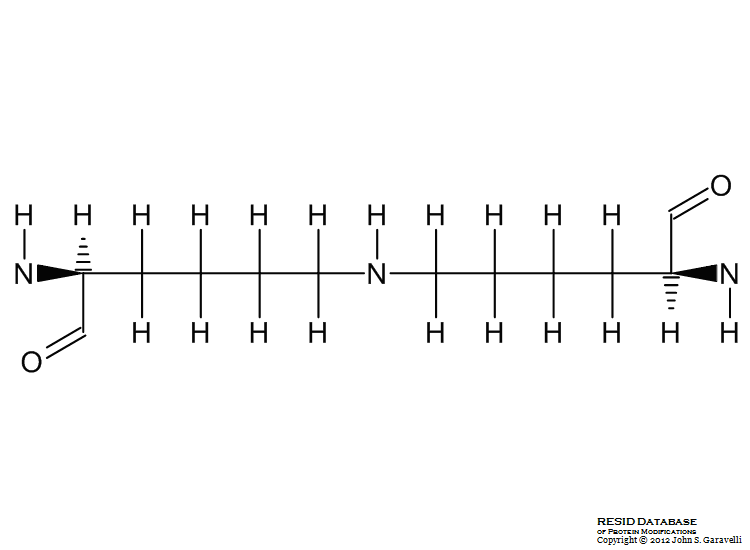 O
H H H H H H H H H H H
N N N
H H H H H H H H H H
O
RESID DATABASE
OF PROTEIN MODIFICATIONS
Copyright © 2012 John S. Garavelli